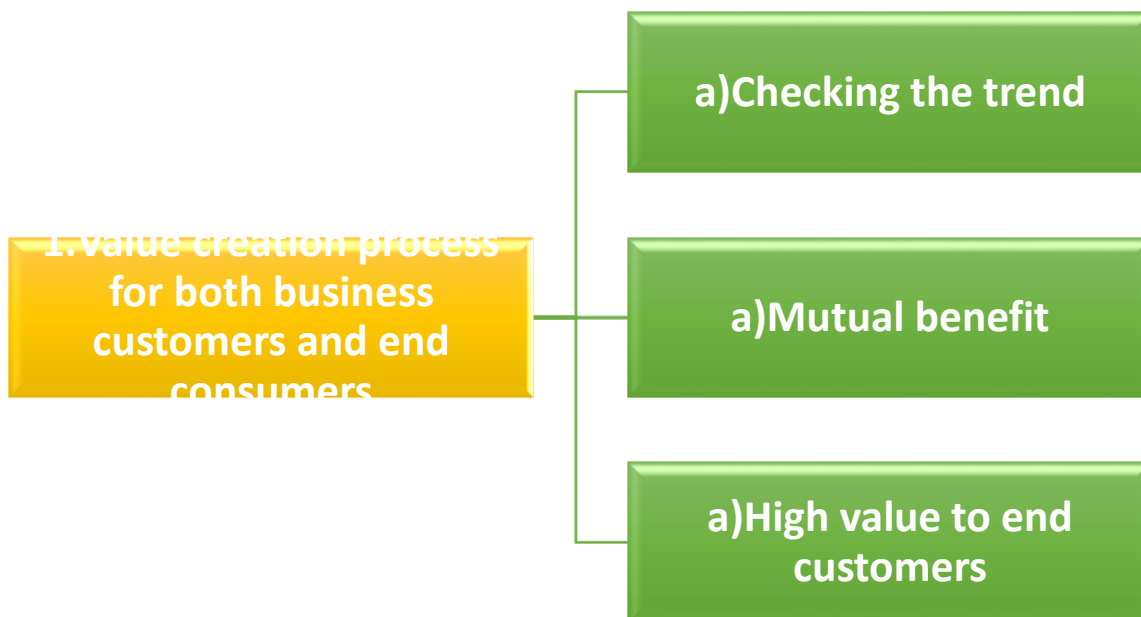 1.Value creation process
for both business
customers and end
consumers
a)Checking the trend
a)Mutual benefit
a)High value to end
customers